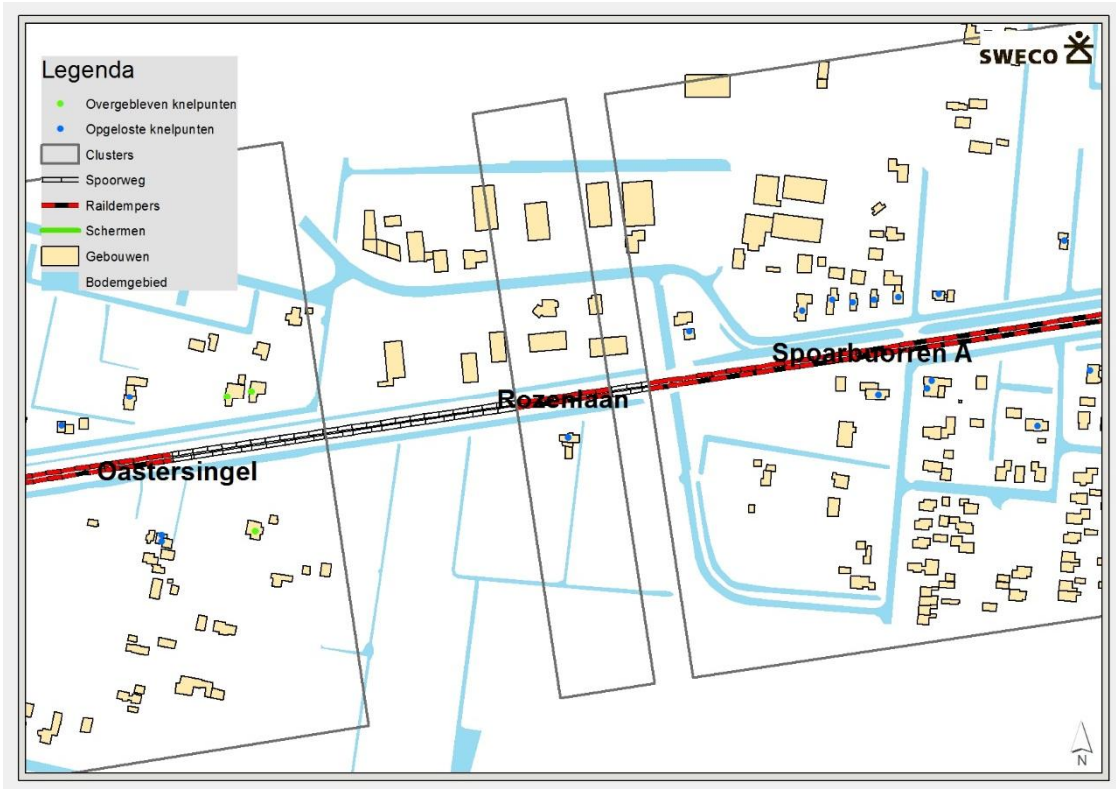 SWECO
Legenda
Overgebleven knelpunten
Opgeloste knelpunten
Clusters
Spoorweg
Raildempers
Schermen
Gebouwen
Bodemgebied
Spoarbuorren A
Rozenlaan
Oastersingel
N